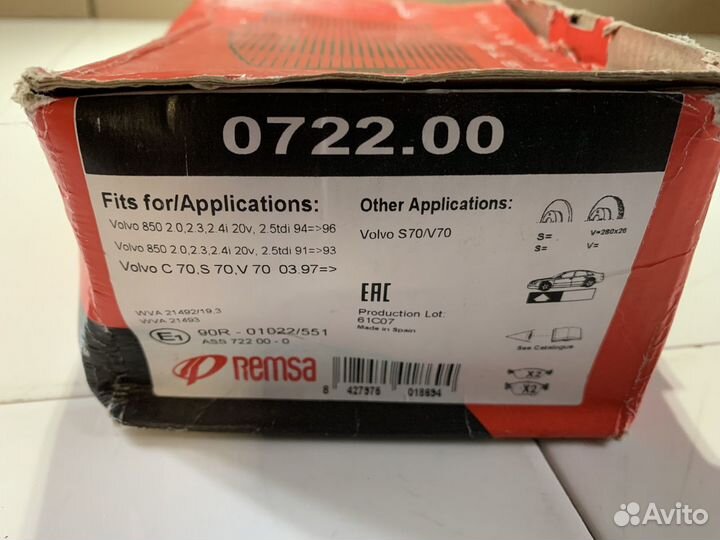 0722.00
Fits for/Applications:
Volvo 850 2.0,2.3,2.4i 20v, 2.5tdi 94=>96
Volvo 850 2.0,2.3,2.4i 20v, 2.5tdi 91=>93
Volvo C 70,S 70,V 70 03.97=>
Other Applications:
Volvo S70/V70
S= V=280x26
S= V=
EAC
Production Lot:
61C07
Made in Spain
WVA 21492/19,3
WVA 21493
E1 90R - 01022/551
ASS 722 00 - 0
See Catalogue
Remsa
X2
X2
8 427975 018694
Avito